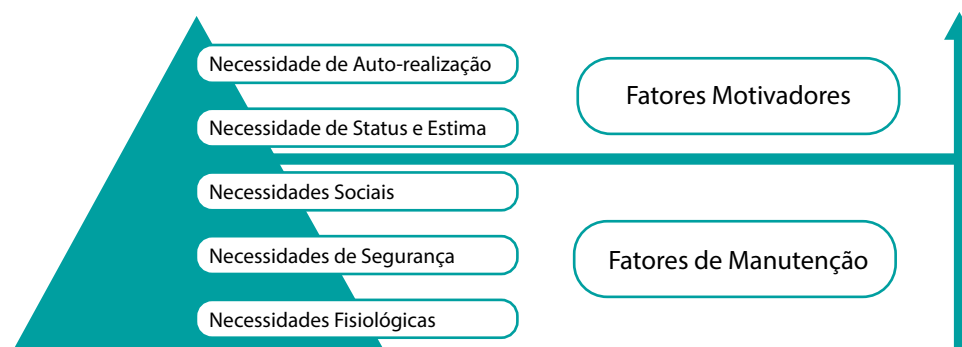 Necessidade de Auto-realização
Necessidade de Status e Estima
Necessidades Sociais
Necessidades de Segurança
Necessidades Fisiológicas
Fatores Motivadores
Fatores de Manutenção